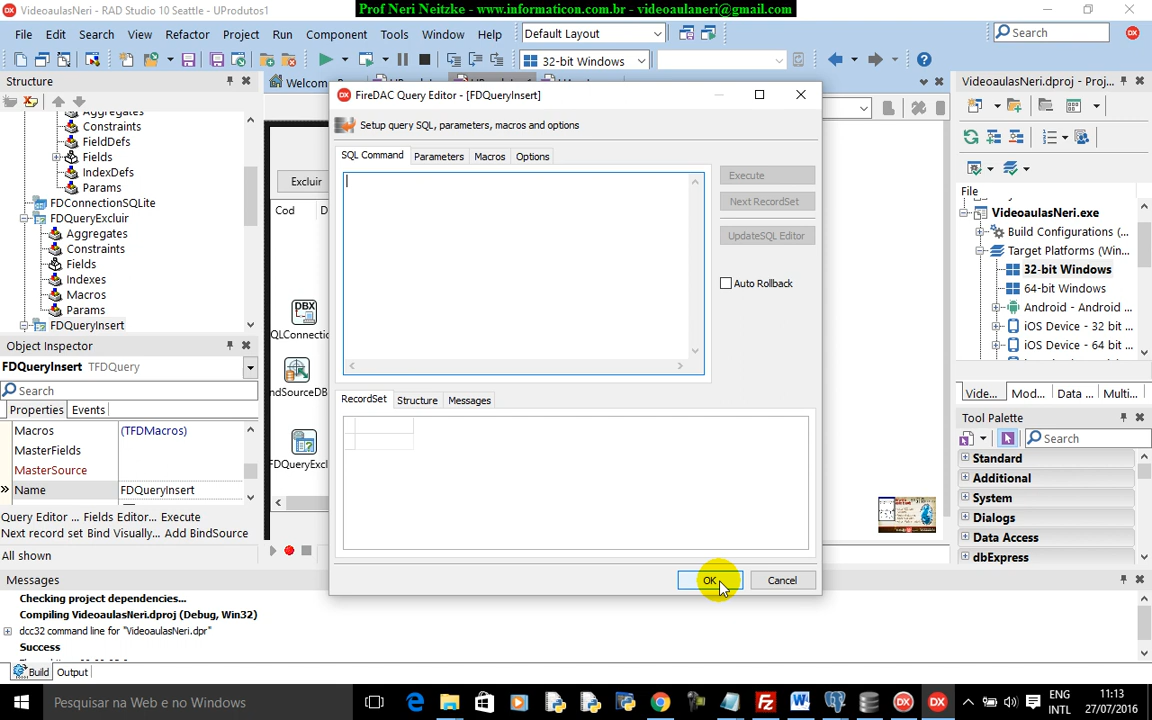 Prof Neri Neitzke - www.informaticon.com.br - videoaulaneri@gmail.com
VideoaulasNeri - RAD Studio 10 Seattle - UProdutos1
File Edit Search View Refactor Project Run Component Tools Window Help
Default Layout
Search
32-bit Windows
Structure
Constraints
FieldDefs
Fields
IndexDefs
Params
FDConnectionSQLite
FDQueryExcluir
Aggregates
Constraints
Fields
Indexes
Macros
Params
FDQueryInsert
Object Inspector
FDQueryInsert TFDQuery
Search
Properties Events
Macros (TFDMacros)
MasterFields
MasterSource
Name FDQueryInsert
Query Editor ... Fields Editor... Execute
Next record set Bind Visually... Add BindSource
All shown
Excluir
Cod
DBX
FireDAC Query Editor - [FDQueryInsert]
Setup query SQL, parameters, macros and options
SQL Command Parameters Macros Options
Execute
Next RecordSet
UpdateSQL Editor
Auto Rollback
RecordSet Structure Messages
OK Cancel
VideoaulasNeri.dproj - Proj...
File
VideoaulasNeri.exe
Build Configurations (...
Target Platforms (Win...
32-bit Windows
64-bit Windows
Android - Android ...
iOS Device - 32 bit ...
iOS Device - 64 bit ...
Vide... Mod... Data ... Multi...
Tool Palette
Search
Standard
Additional
System
Dialogs
Data Access
dbExpress
Messages
Checking project dependencies...
Compiling VideoaulasNeri.dproj (Debug, Win32)
dcc32 command line for "VideoaulasNeri.dpr"
Success
Build Output
Pesquisar na Web e no Windows
ENG
INTL
11:13
27/07/2016